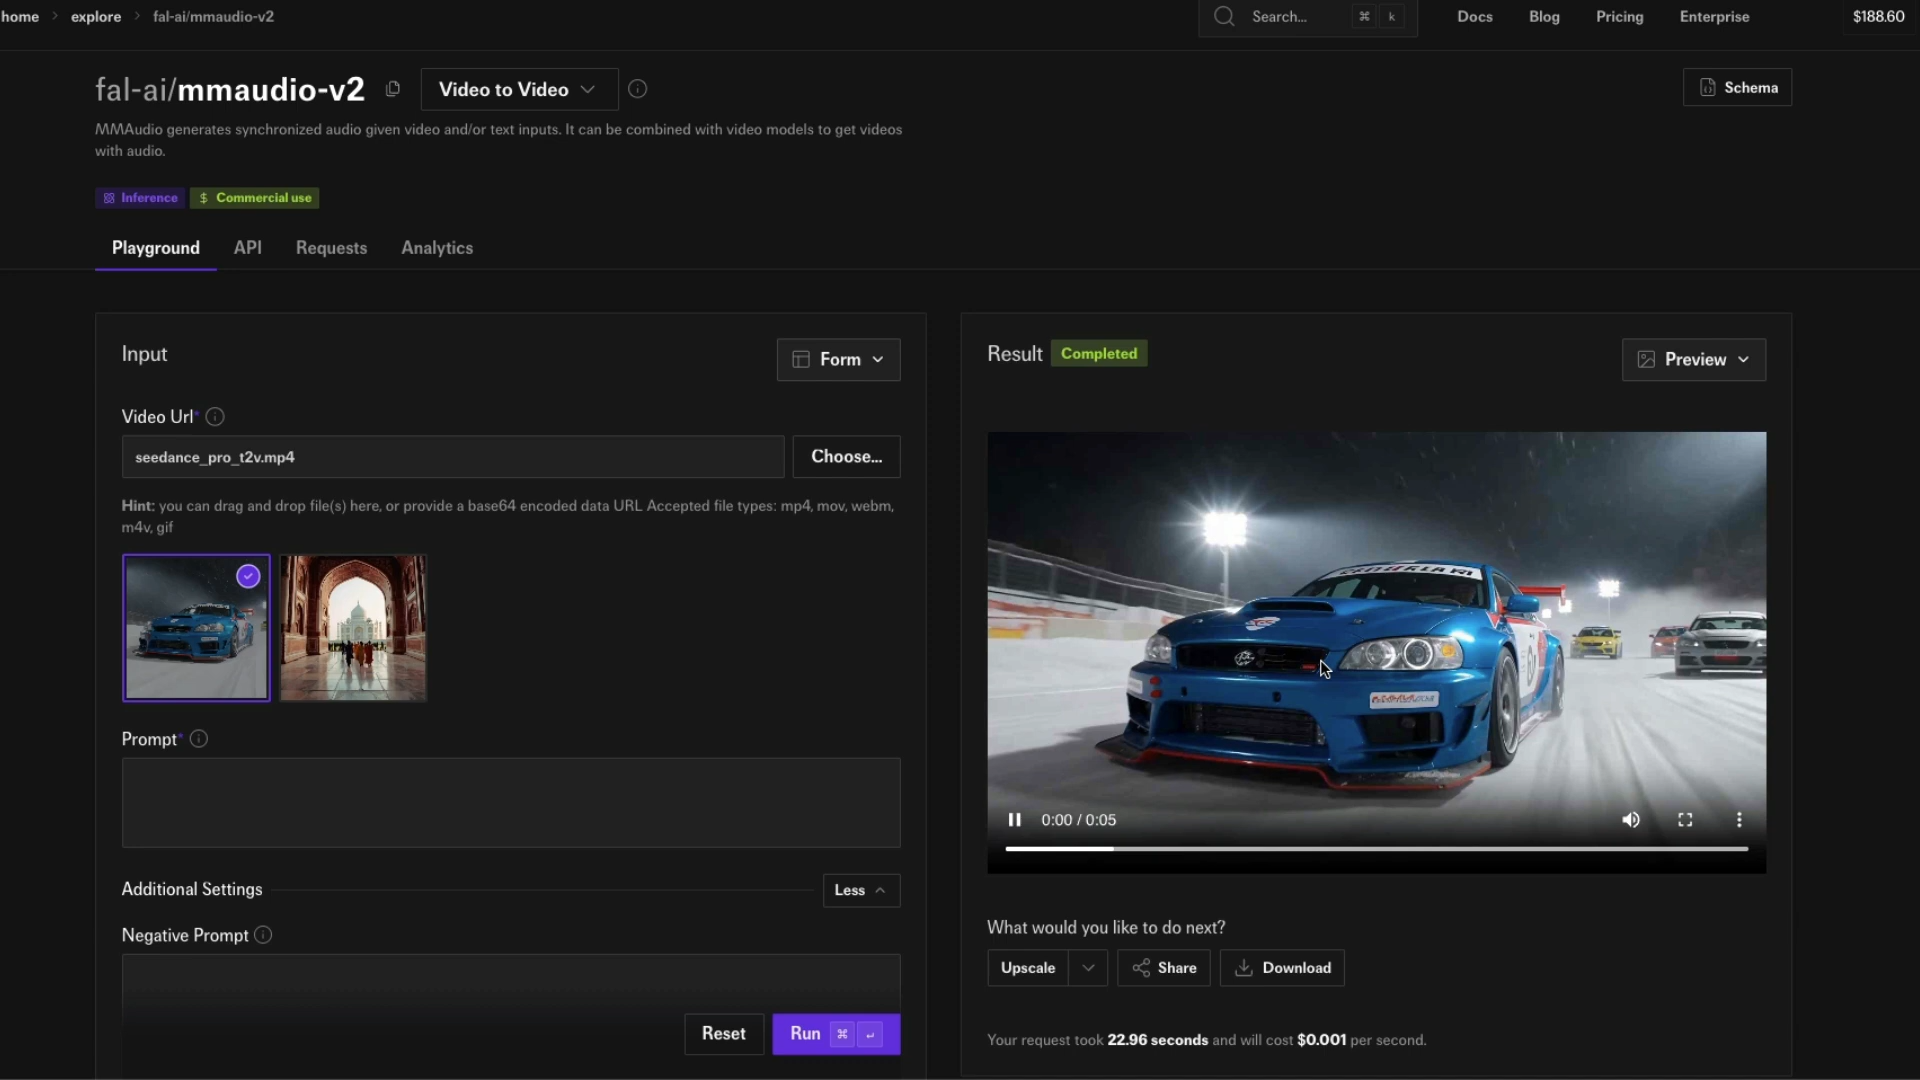 home > explore > fal-ai/mmaudio-v2
Search... ⌘ k
Docs Blog Pricing Enterprise $188.60
fal-ai/mmaudio-v2
Video to Video
Schema
MMAudio generates synchronized audio given video and/or text inputs. It can be combined with video models to get videos
with audio.
Inference
$ Commercial use
Playground API Requests Analytics
Input
Form
Video Url*
seedance_pro_t2v.mp4
Choose...
Hint: you can drag and drop file(s) here, or provide a base64 encoded data URL Accepted file types: mp4, mov, webm,
m4v, gif
Prompt*
Additional Settings
Less
Negative Prompt
Reset
Run ⌘ ↵
Result Completed
Preview
0:00 / 0:05
What would you like to do next?
Upscale
Share
Download
Your request took 22.96 seconds and will cost $0.001 per second.